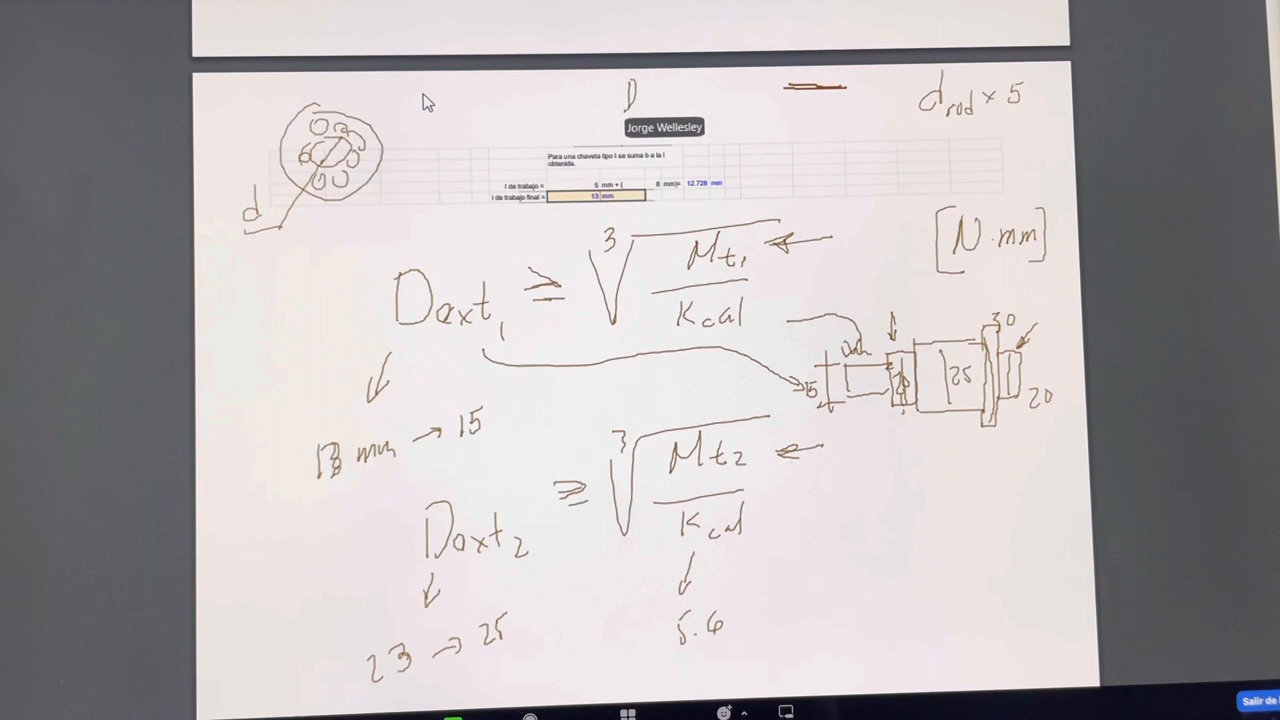 D
d rod × 5
Jorge Wellesley
Para una chaveta tipo I se suma b a la l
obtenida.
l de trabajo = 5 mm + ( 8 mm)= 12.728 mm
l de trabajo final = 13 mm
d
[N·mm]
Dext1 ≥ ∛ Mt1
Kcal
30
15
25
20
13 mm → 15
Dext2 ≥ ∛ Mt2
Kcal
5.6
23 → 25
Salir de